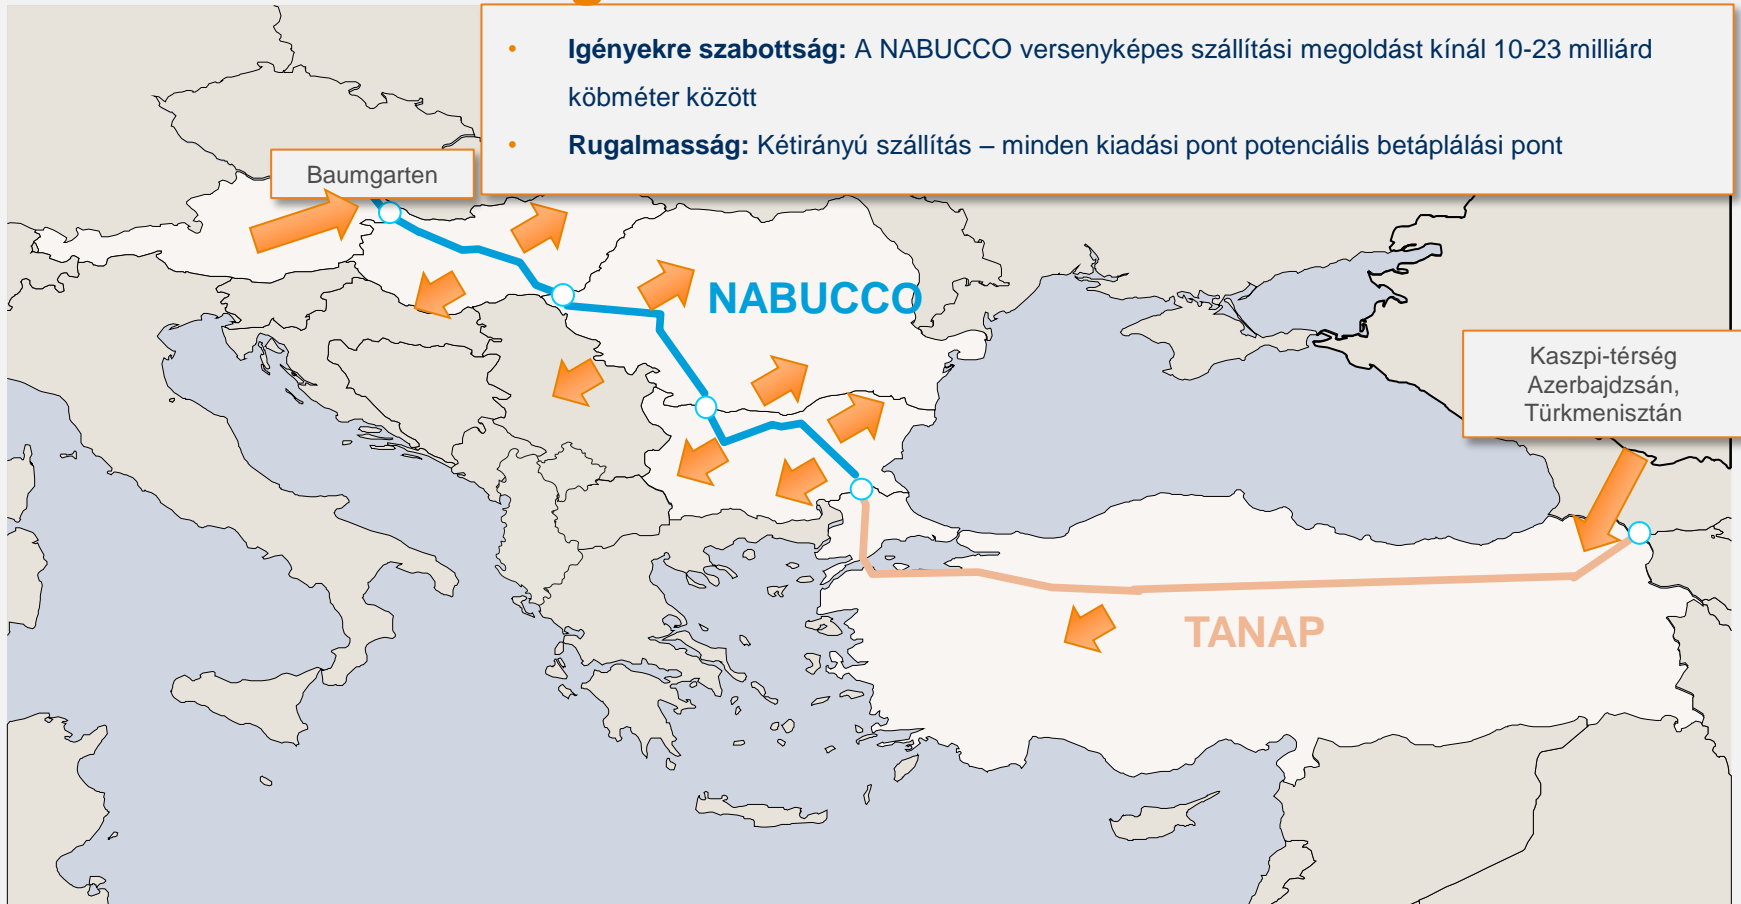 • Igényekre szabottság: A NABUCCO versenyképes szállítási megoldást kínál 10-23 milliárd
köbméter között
• Rugalmasság: Kétirányú szállítás – minden kiadási pont potenciális betáplálási pont
Baumgarten
NABUCCO
Kaszpi-térség
Azerbajdzsán,
Türkmenisztán
TANAP